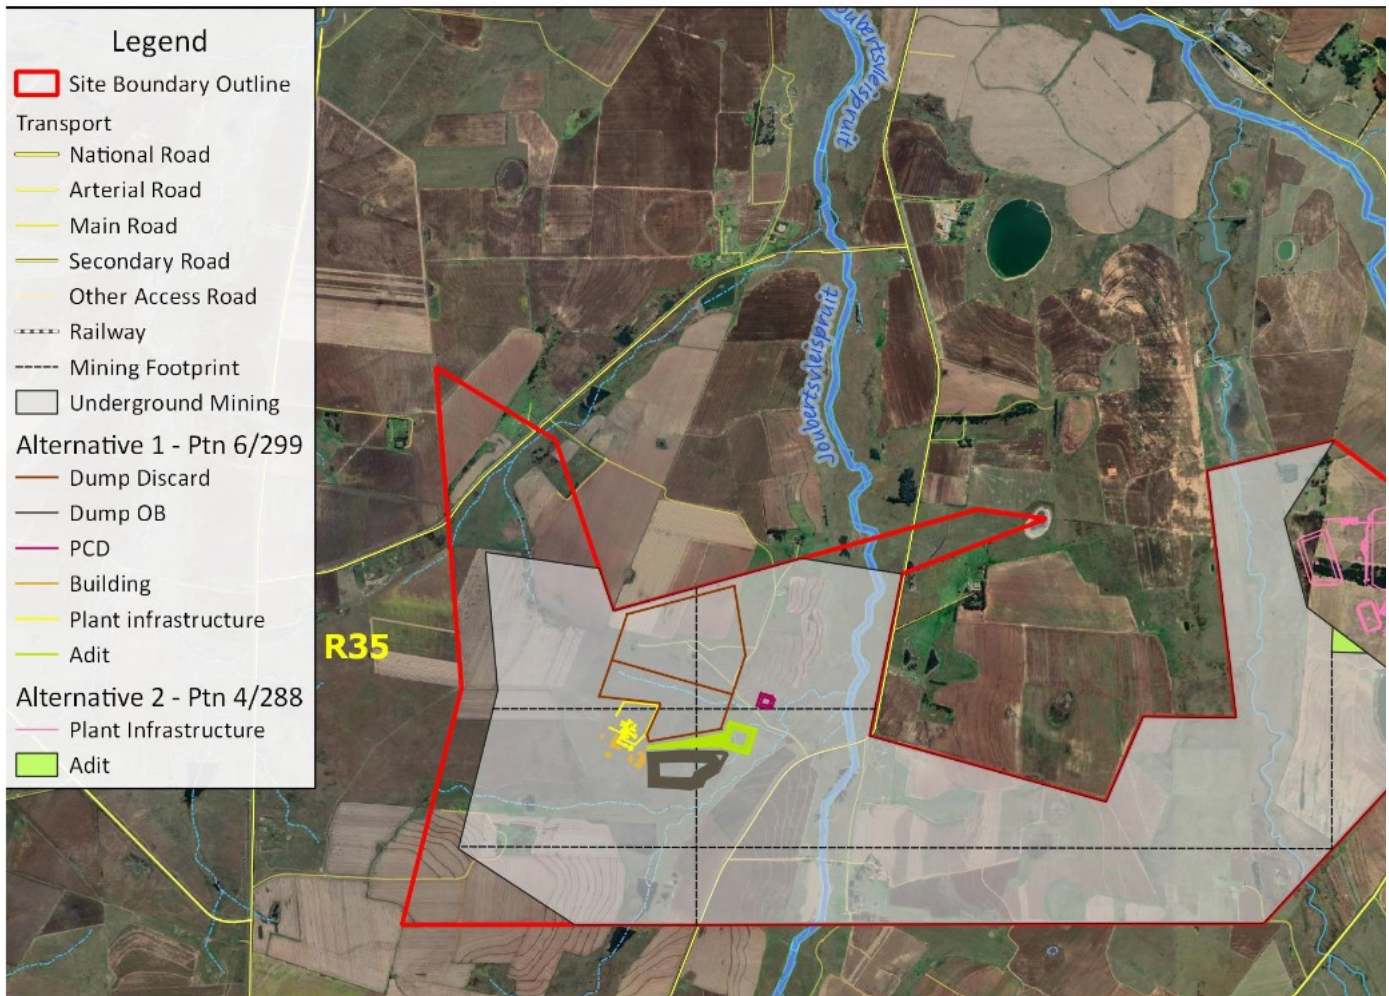 Legend
Site Boundary Outline
Transport
National Road
Arterial Road
Main Road
Secondary Road
Other Access Road
Railway
Mining Footprint
Underground Mining
Alternative 1 - Ptn 6/299
Dump Discard
Dump OB
PCD
Building
Plant infrastructure
Adit
Alternative 2 - Ptn 4/288
Plant Infrastructure
Adit
Joubertsvleispruit
Joubertsvleispruit
R35